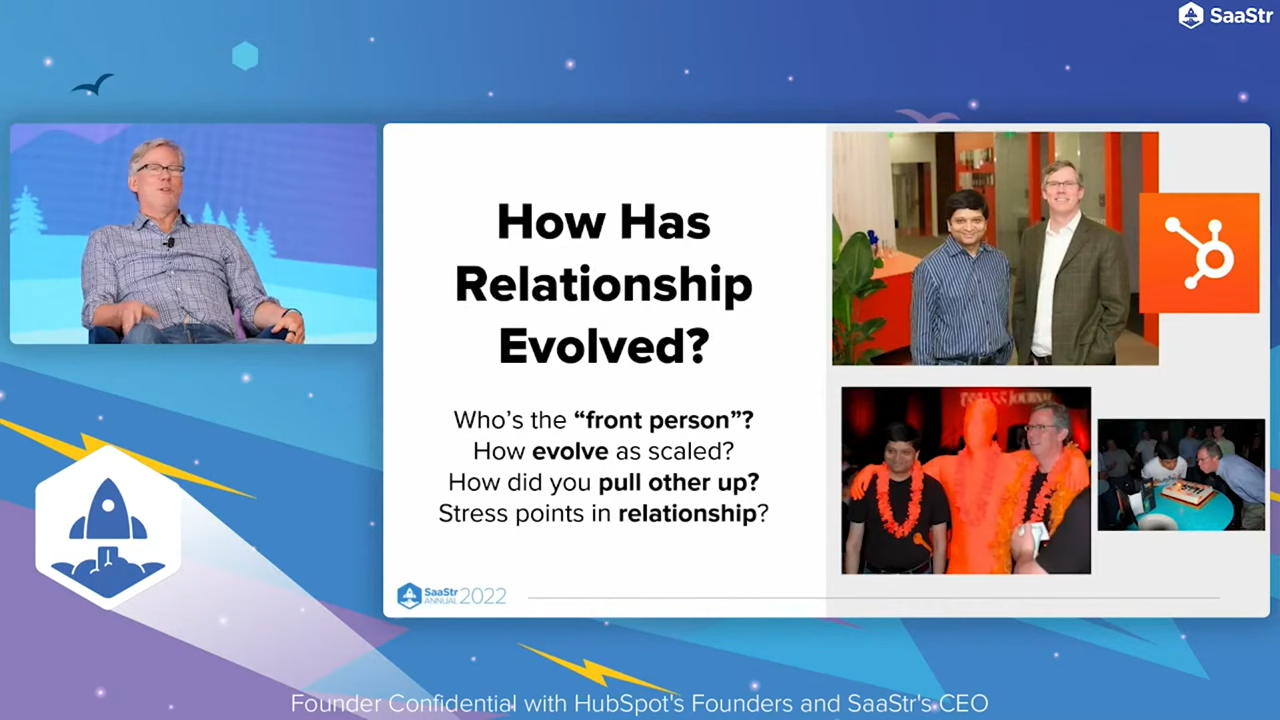 SaaStr
How Has
Relationship
Evolved?
Who's the “front person”?
How evolve as scaled?
How did you pull other up?
Stress points in relationship?
SaaStr
ANNUAL 2022
Founder Confidential with HubSpot's Founders and SaaStr's CEO